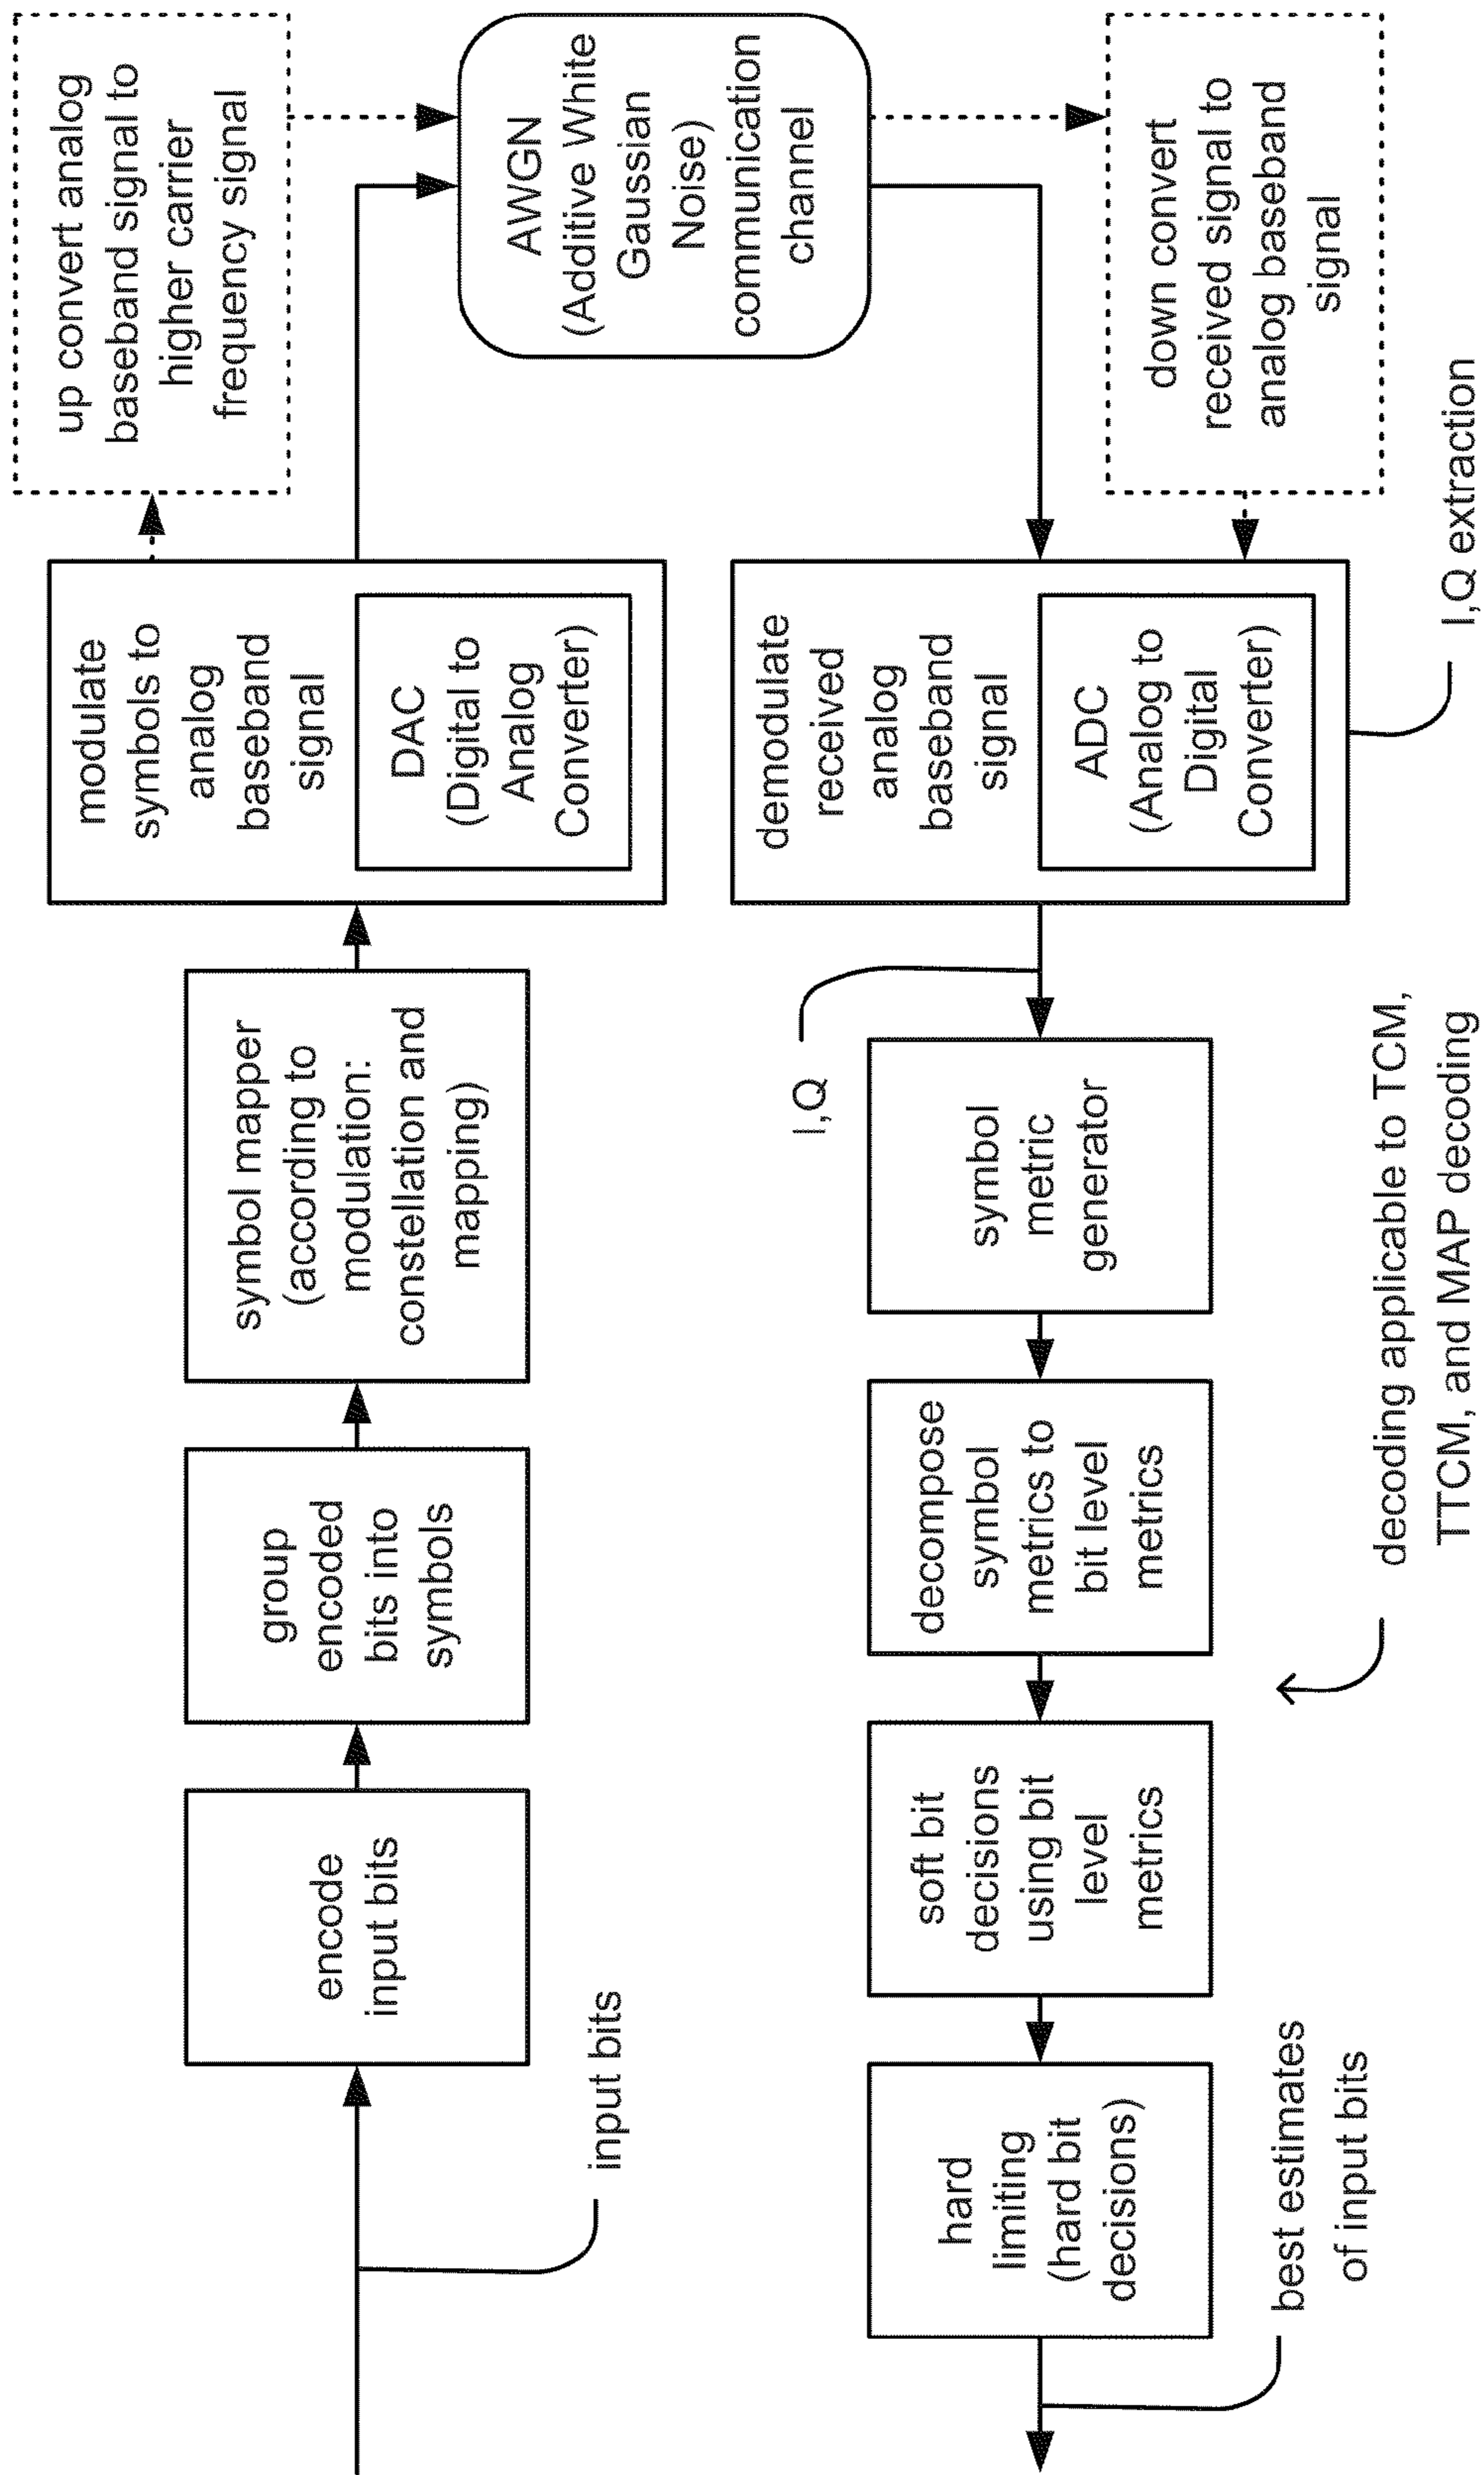 input bits
encode
input bits
group
encoded
bits into
symbols
symbol mapper
(according to
modulation:
constellation and
mapping)
modulate
symbols to
analog
baseband
signal
DAC
(Digital to
Analog
Converter)
up convert analog
baseband signal to
higher carrier
frequency signal
AWGN
(Additive White
Gaussian
Noise)
communication
channel
down convert
received signal to
analog baseband
signal
demodulate
received
analog
baseband
signal
ADC
(Analog to
Digital
Converter)
I,Q extraction
I,Q
symbol
metric
generator
decompose
symbol
metrics to
bit level
metrics
soft bit
decisions
using bit
level
metrics
hard
limiting
(hard bit
decisions)
best estimates
of input bits
decoding applicable to TCM,
TTCM, and MAP decoding